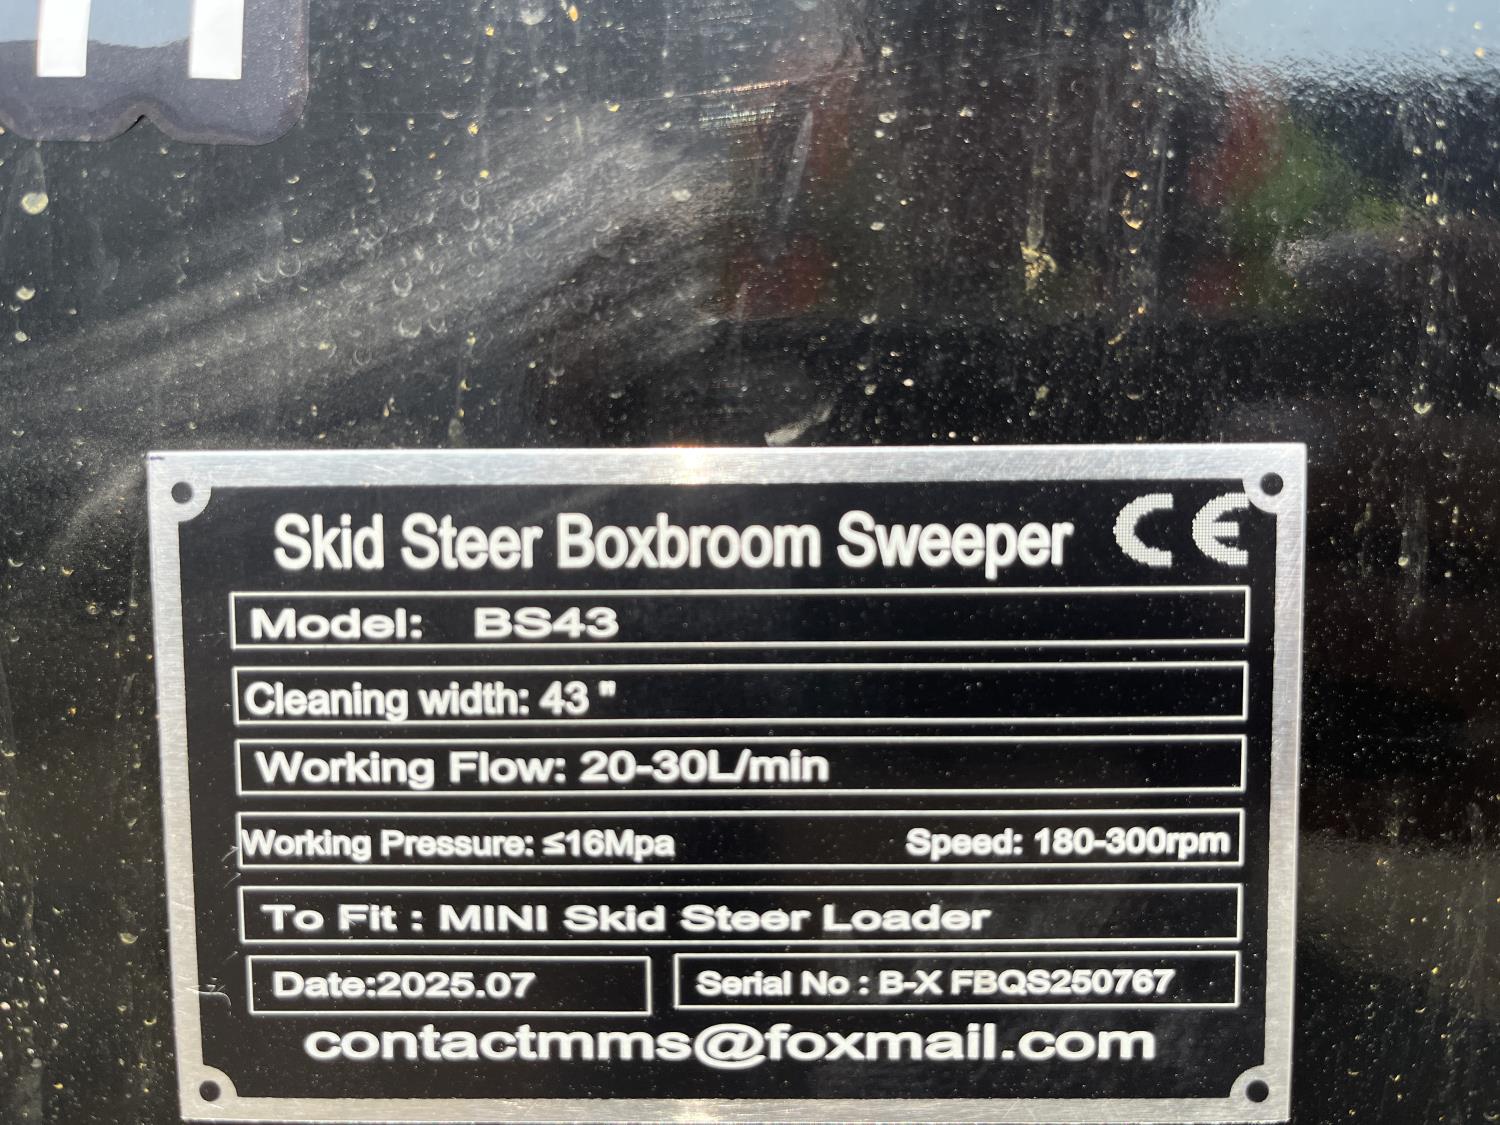 Skid Steer Boxbroom Sweeper CE
Model: BS43
Cleaning width: 43 "
Working Flow: 20-30L/min
Working Pressure: ≤16Mpa Speed: 180-300rpm
To Fit : MINI Skid Steer Loader
Date:2025.07 Serial No : B-X FBQS250767
contactmms@foxmail.com